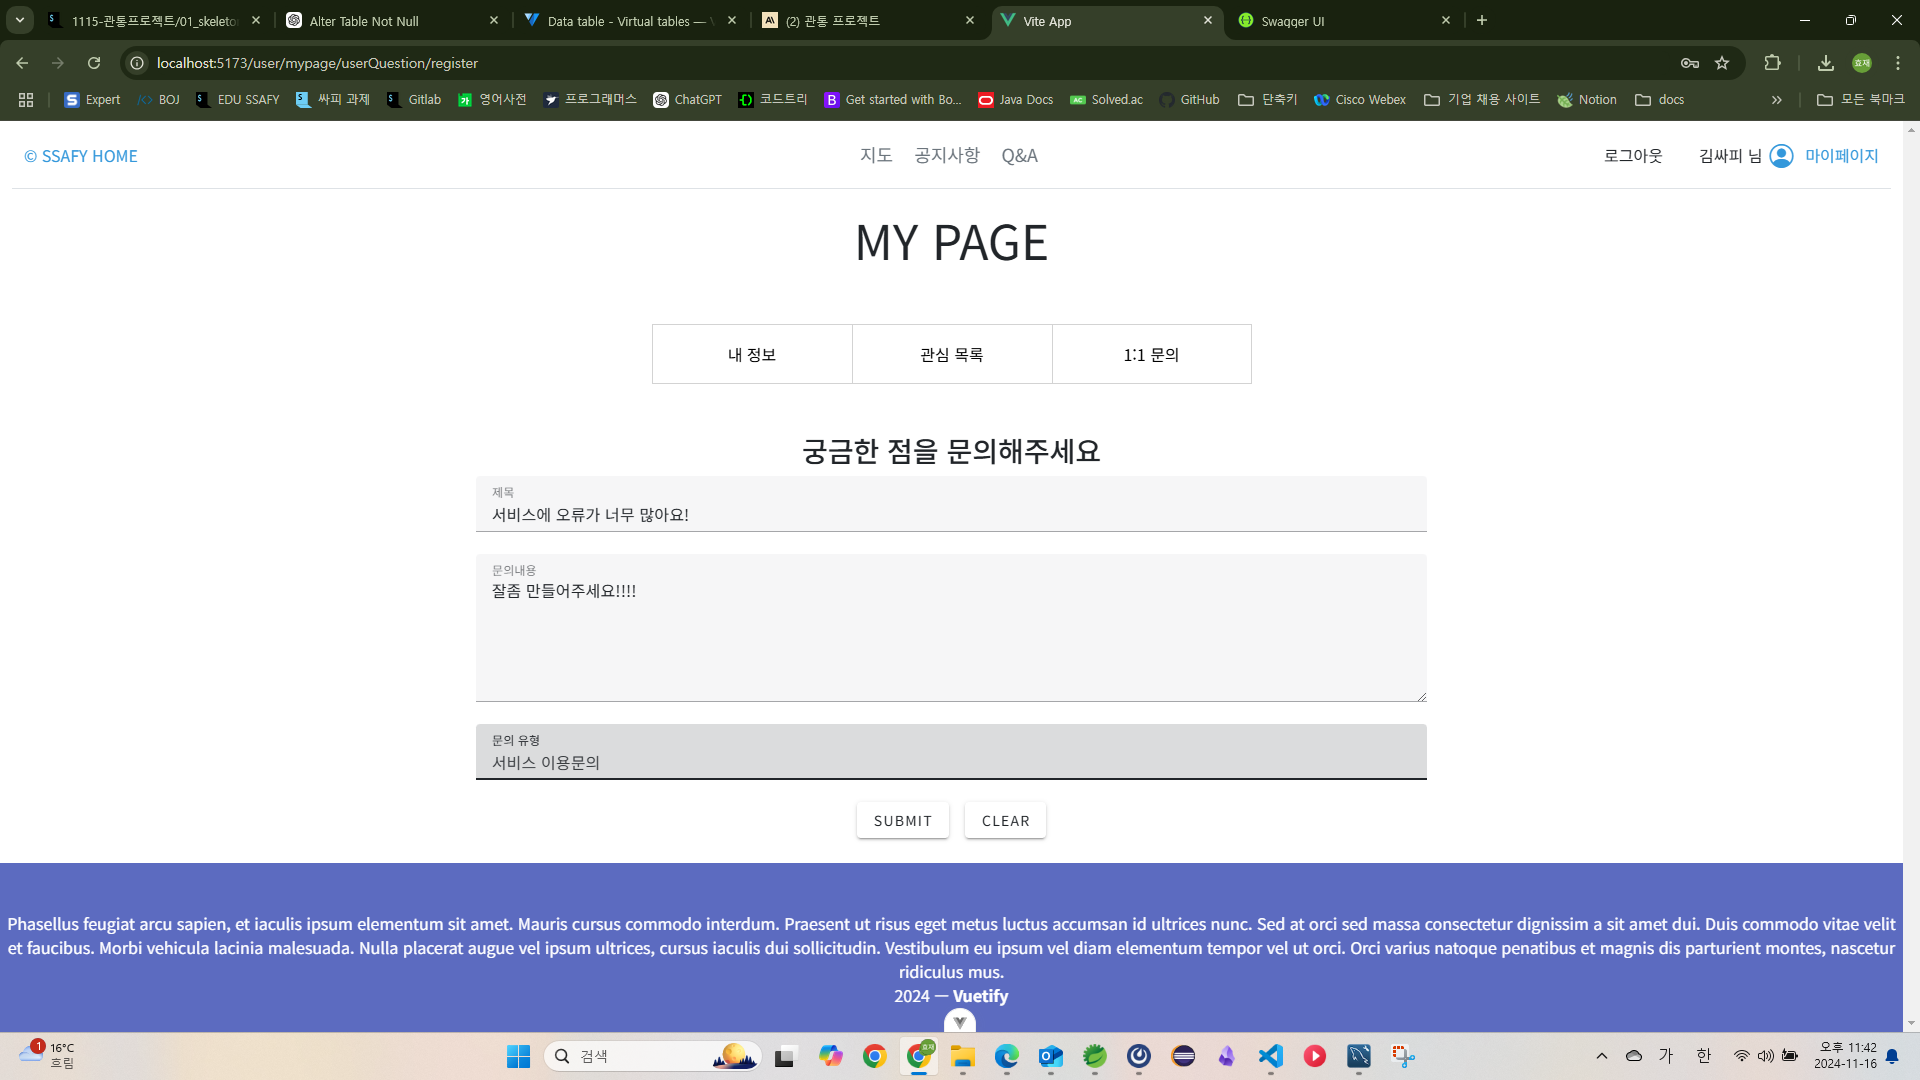 1115-관통프로젝트/01_skeleto
Alter Table Not Null
Data table - Virtual tables —
(2) 관통 프로젝트
Vite App
Swagger UI
localhost:5173/user/mypage/userQuestion/register
효재
Expert
BOJ
EDU SSAFY
싸피 과제
Gitlab
영어사전
프로그래머스
ChatGPT
코드트리
Get started with Bo...
Java Docs
Solved.ac
GitHub
단축키
Cisco Webex
기업 채용 사이트
Notion
docs
모든 북마크
© SSAFY HOME
지도 공지사항 Q&A
로그아웃 김싸피 님 마이페이지
MY PAGE
내 정보 관심 목록 1:1 문의
궁금한 점을 문의해주세요
제목
서비스에 오류가 너무 많아요!
문의내용
잘좀 만들어주세요!!!!
문의 유형
서비스 이용문의
SUBMIT CLEAR
Phasellus feugiat arcu sapien, et iaculis ipsum elementum sit amet. Mauris cursus commodo interdum. Praesent ut risus eget metus luctus accumsan id ultrices nunc. Sed at orci sed massa consectetur dignissim a sit amet dui. Duis commodo vitae velit
et faucibus. Morbi vehicula lacinia malesuada. Nulla placerat augue vel ipsum ultrices, cursus iaculis dui sollicitudin. Vestibulum eu ipsum vel diam elementum tempor vel ut orci. Orci varius natoque penatibus et magnis dis parturient montes, nascetur
ridiculus mus.
2024 — Vuetify
1
16°C
흐림
검색
가
한
오후 11:42
2024-11-16